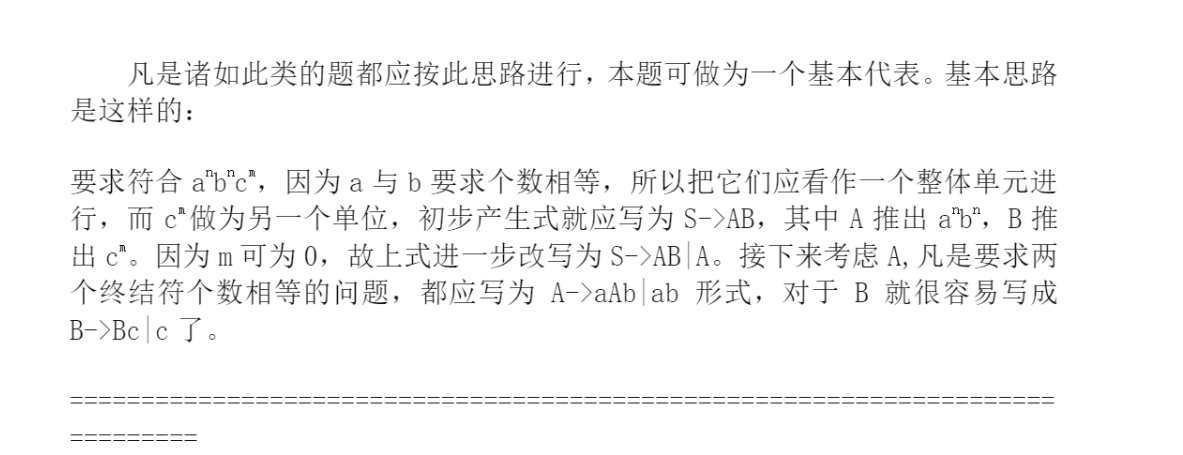 凡是诸如此类的题都应按此思路进行，本题可做为一个基本代表。基本思路
是这样的：
要求符合 aⁿbⁿcᵐ，因为 a 与 b 要求个数相等，所以把它们应看作一个整体单元进
行，而 cᵐ做为另一个单位，初步产生式就应写为 S->AB，其中 A 推出 aⁿbⁿ，B 推
出 cᵐ。因为 m 可为 0，故上式进一步改写为 S->AB|A。接下来考虑 A,凡是要求两
个终结符个数相等的问题，都应写为 A->aAb|ab 形式，对于 B 就很容易写成
B->Bc|c 了。
=====================================================================
=========